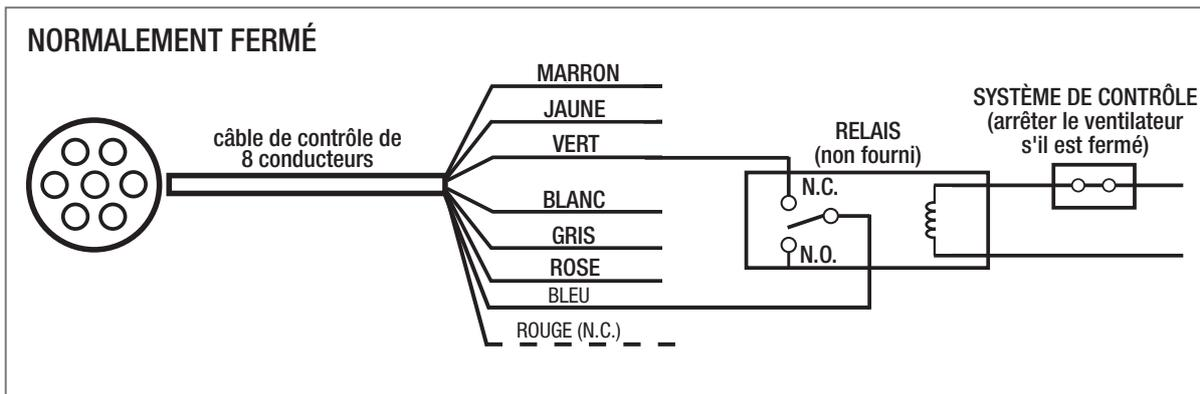 NORMALEMENT FERMÉ
MARRON
JAUNE
VERT
BLANC
GRIS
ROSE
BLEU
ROUGE (N.C.)
câble de contrôle de
8 conducteurs
RELAIS
(non fourni)
N.C.
N.O.
SYSTÈME DE CONTRÔLE
(arrêter le ventilateur
s'il est fermé)